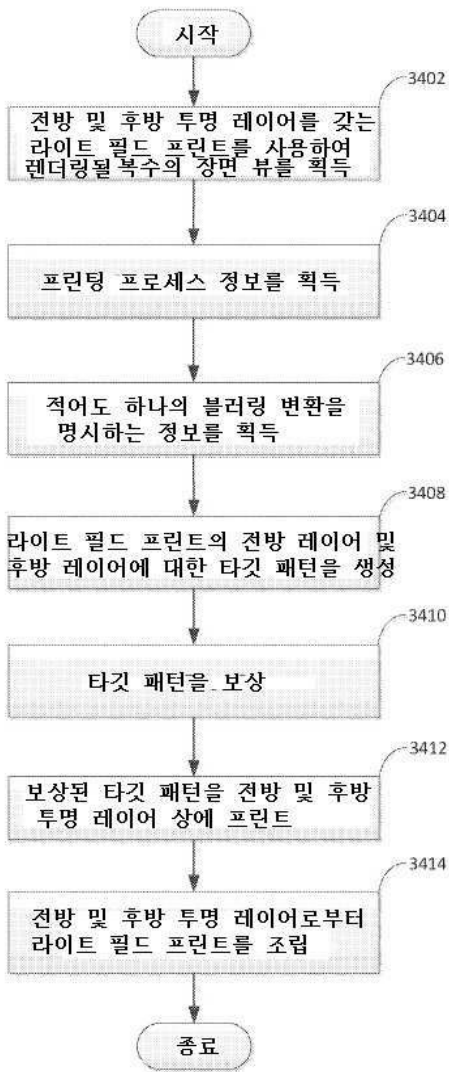 시작
3402
전방 및 후방 투명 레이어를 갖는
라이트 필드 프린트를 사용하여
렌더링될 복수의 장면 뷰를 획득
3404
프린팅 프로세스 정보를 획득
3406
적어도 하나의 블러링 변환을
명시하는 정보를 획득
3408
라이트 필드 프린트의 전방 레이어 및
후방 레이어에 대한 타깃 패턴을 생성
3410
타깃 패턴을 보상
3412
보상된 타깃 패턴을 전방 및 후방
투명 레이어 상에 프린트
3414
전방 및 후방 투명 레이어로부터
라이트 필드 프린트를 조립
종료